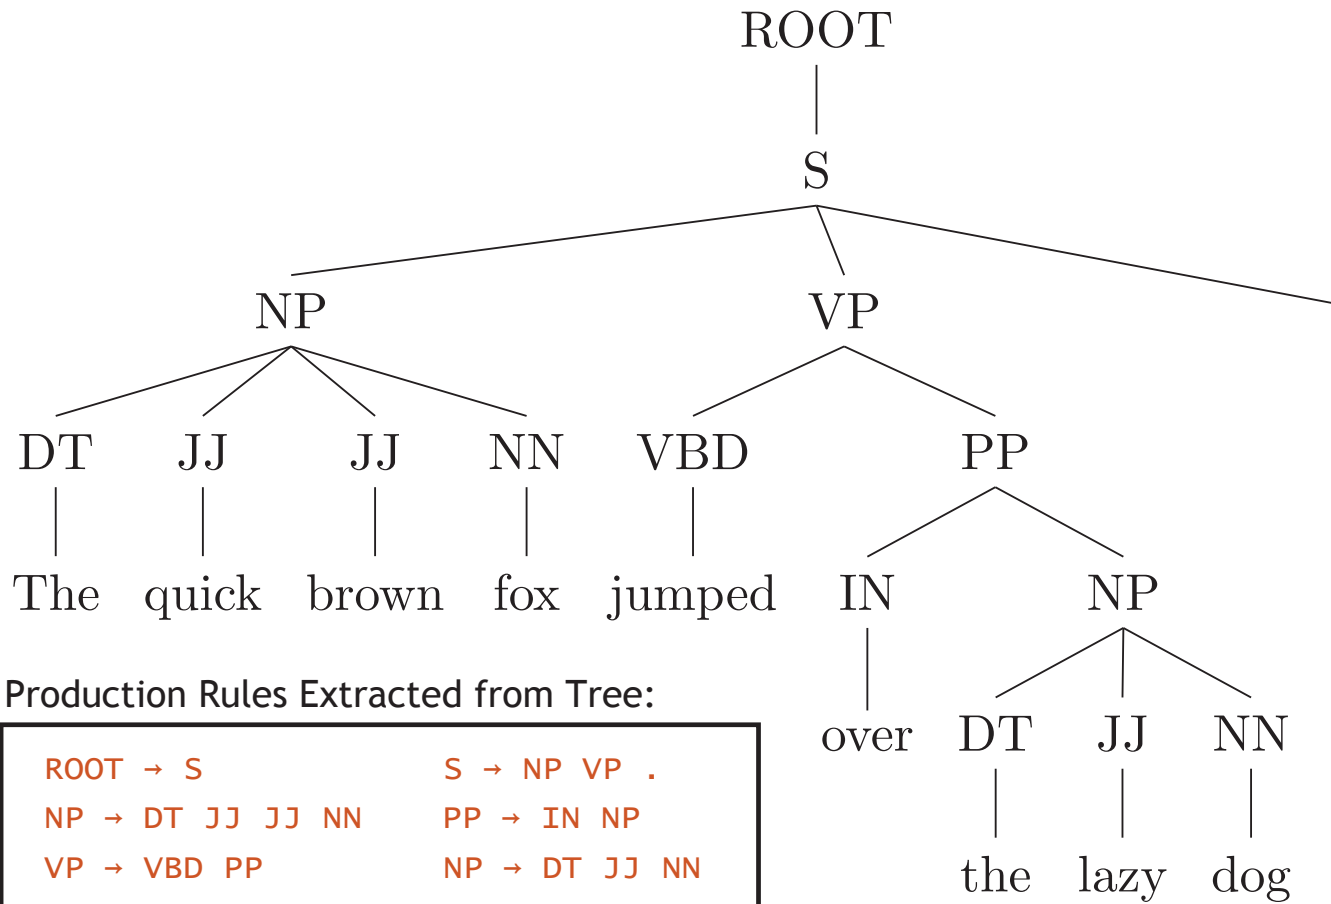 ROOT
S
NP VP
DT JJ JJ NN VBD PP
The quick brown fox jumped IN NP
Production Rules Extracted from Tree:
over DT JJ NN
ROOT → S S → NP VP .
NP → DT JJ JJ NN PP → IN NP
VP → VBD PP NP → DT JJ NN
the lazy dog